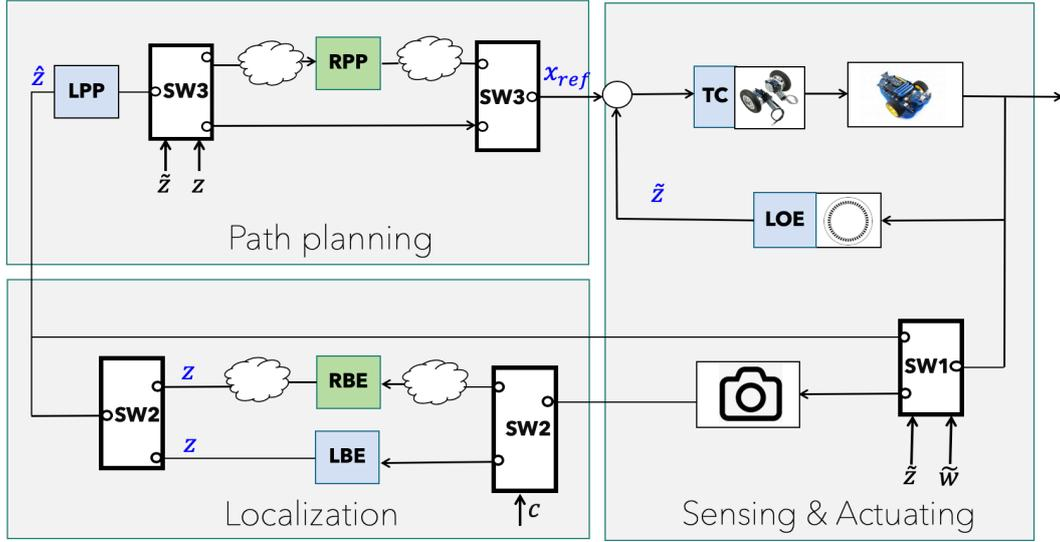 ẑ
LPP
SW3
RPP
SW3
x_ref
TC
z̃
z
z̃
LOE
Path planning
SW1
z
RBE
SW2
SW2
z
LBE
c
z̃
w̃
Localization
Sensing & Actuating